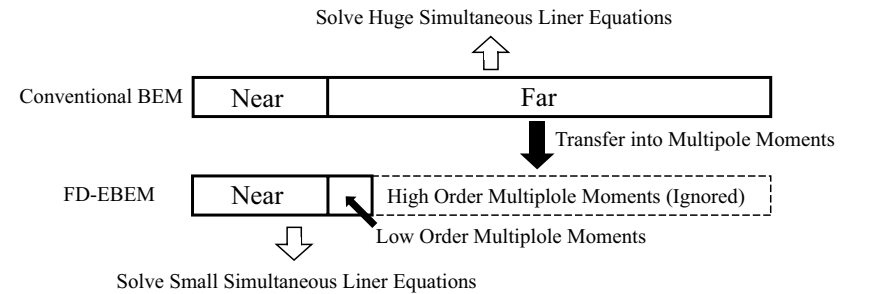 Solve Huge Simultaneous Liner Equations
Conventional BEM
Near
Far
Transfer into Multipole Moments
FD-EBEM
Near
High Order Multiplole Moments (Ignored)
Low Order Multiplole Moments
Solve Small Simultaneous Liner Equations